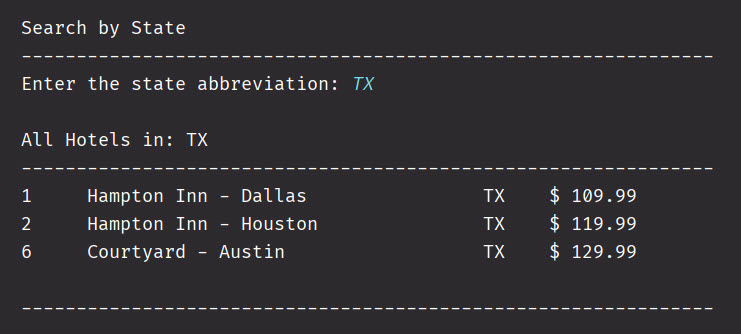 Search by State
---------------------------------------------------------------
Enter the state abbreviation: TX
All Hotels in: TX
---------------------------------------------------------------
1     Hampton Inn - Dallas                TX    $ 109.99
2     Hampton Inn - Houston               TX    $ 119.99
6     Courtyard - Austin                  TX    $ 129.99
---------------------------------------------------------------